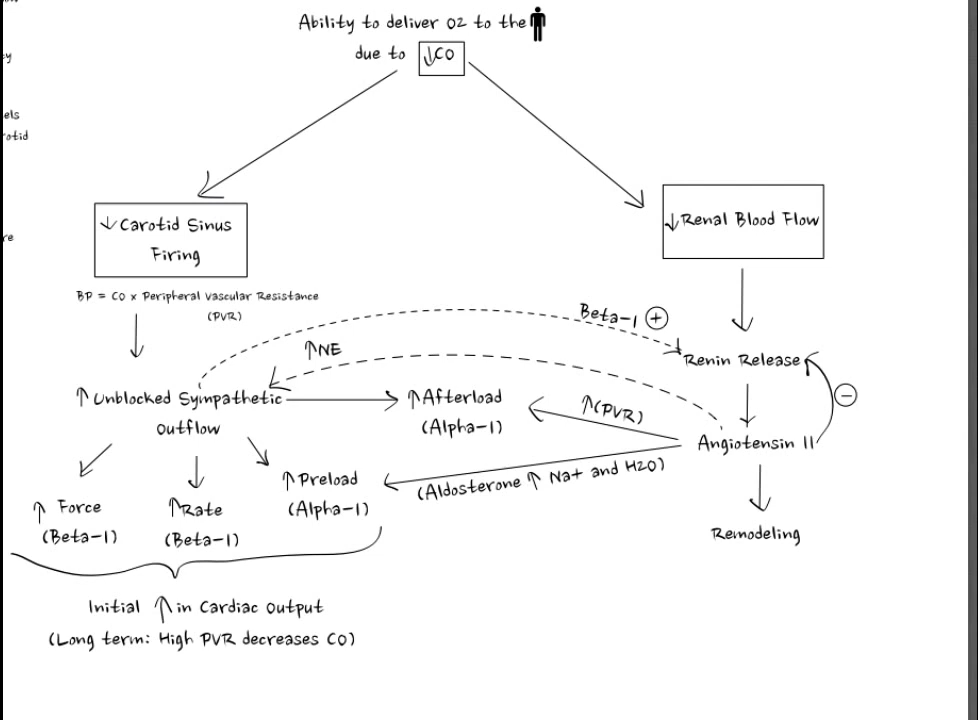 Ability to deliver O2 to the
due to ↓CO
els
rotid
re
↓ Carotid Sinus
Firing
↓ Renal Blood Flow
BP = CO x Peripheral Vascular Resistance
(PVR)
Beta-1 +
↑NE
Renin Release
−
↑ Unblocked Sympathetic
outflow
↑ Afterload
(Alpha-1)
↑(PVR)
Angiotensin II
(Aldosterone ↑ Na+ and H2O)
↑ Preload
(Alpha-1)
↑ Force
(Beta-1)
↑Rate
(Beta-1)
Remodeling
Initial ↑ in Cardiac Output
(Long term: High PVR decreases CO)